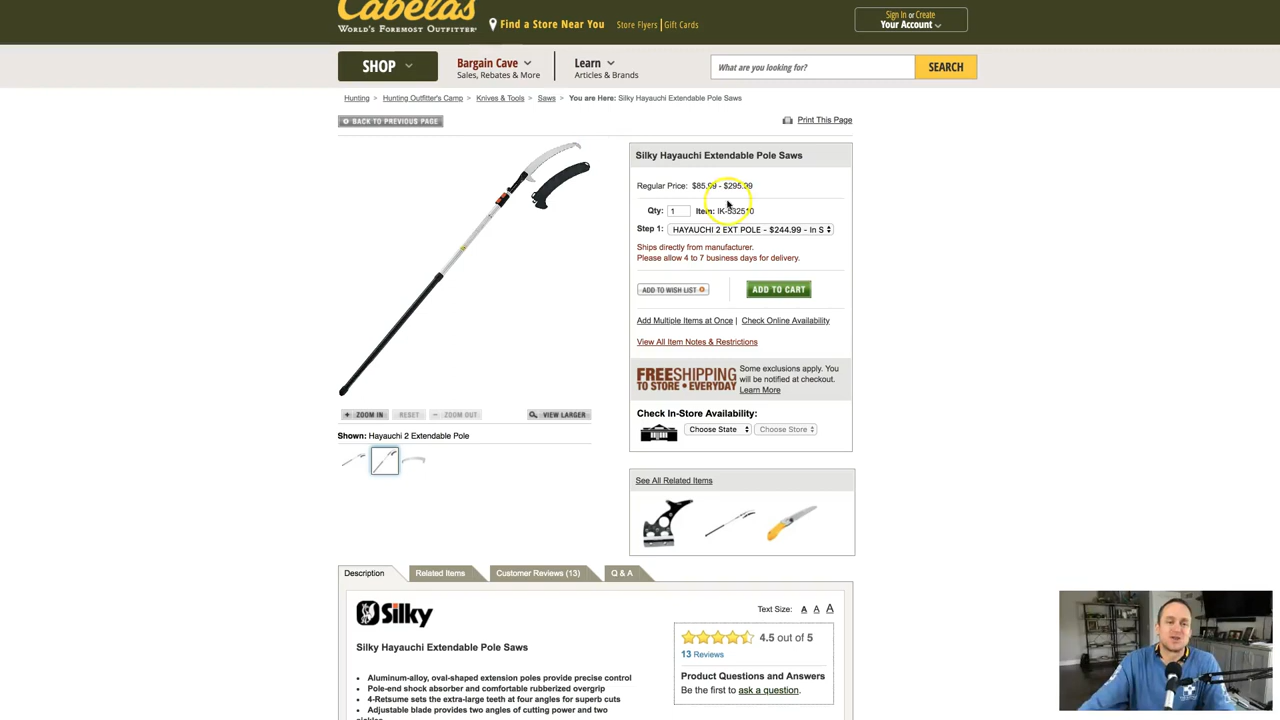 Cabela's
WORLD'S FOREMOST OUTFITTER
Find a Store Near You Store Flyers | Gift Cards
Sign In or Create
Your Account
SHOP
Bargain Cave
Sales, Rebates & More
Learn
Articles & Brands
What are you looking for?
SEARCH
Hunting > Hunting Outfitter's Camp > Knives & Tools > Saws > You are Here: Silky Hayauchi Extendable Pole Saws
BACK TO PREVIOUS PAGE
Print This Page
Silky Hayauchi Extendable Pole Saws
Regular Price: $85.99 - $295.99
Qty: 1 Item: IK-532510
Step 1: HAYAUCHI 2 EXT POLE - $244.99 - In S
Ships directly from manufacturer.
Please allow 4 to 7 business days for delivery.
ADD TO WISH LIST
ADD TO CART
Add Multiple Items at Once | Check Online Availability
View All Item Notes & Restrictions
FREE SHIPPING
TO STORE • EVERYDAY
Some exclusions apply. You
will be notified at checkout.
Learn More
Check In-Store Availability:
Choose State Choose Store
+ ZOOM IN RESET − ZOOM OUT VIEW LARGER
Shown: Hayauchi 2 Extendable Pole
See All Related Items
Description Related Items Customer Reviews (13) Q & A
Silky
Text Size: A A A
Silky Hayauchi Extendable Pole Saws
4.5 out of 5
13 Reviews
Product Questions and Answers
Be the first to ask a question.
• Aluminum-alloy, oval-shaped extension poles provide precise control
• Pole-end shock absorber and comfortable rubberized overgrip
• 4-Retsume sets the extra-large teeth at four angles for superb cuts
• Adjustable blade provides two angles of cutting power and two